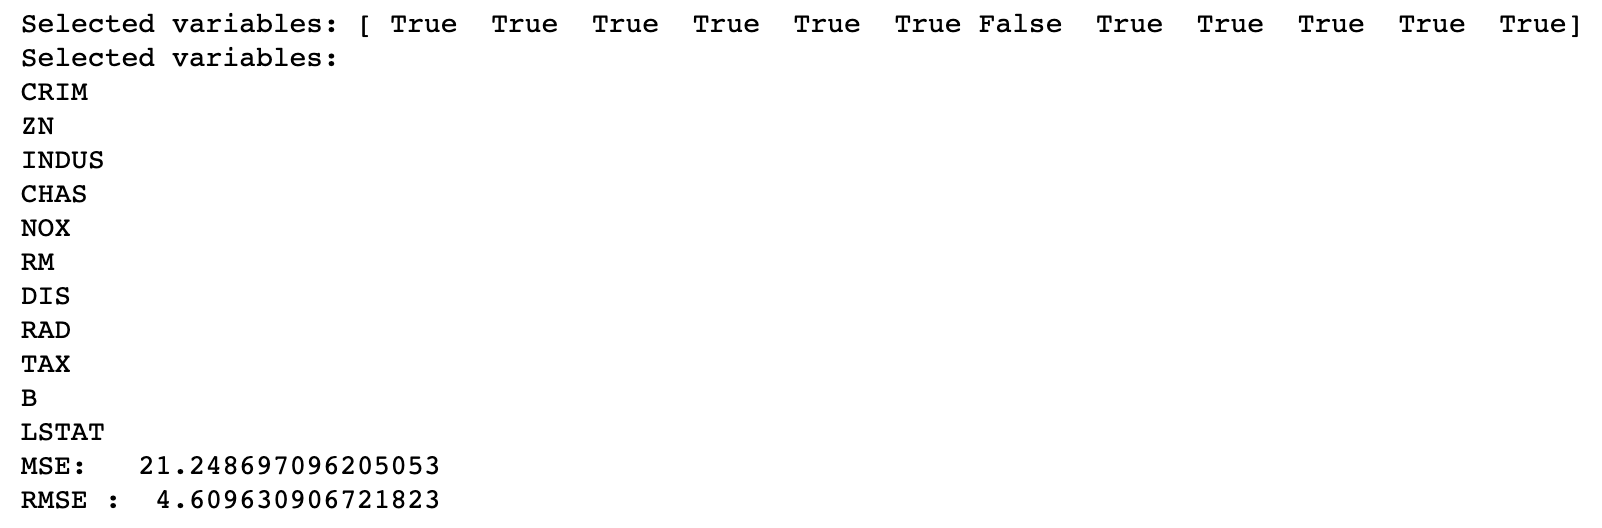 Selected variables: [ True  True  True  True  True  True False  True  True  True  True  True]
Selected variables:
CRIM
ZN
INDUS
CHAS
NOX
RM
DIS
RAD
TAX
B
LSTAT
MSE:   21.248697096205053
RMSE :  4.609630906721823